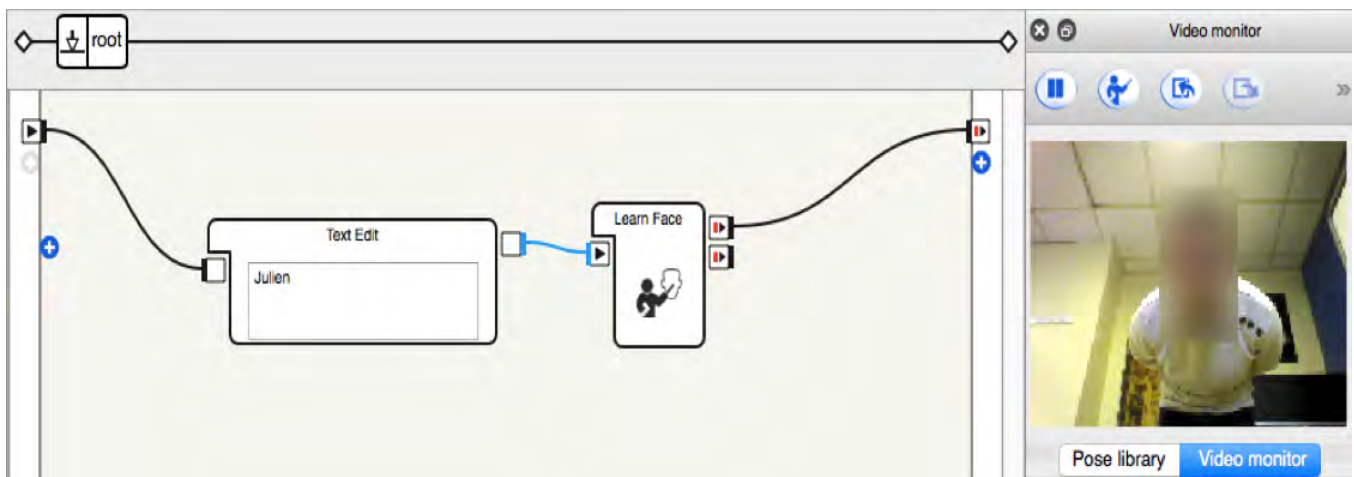 root
Video monitor
Text Edit
Learn Face
Julien
Pose library
Video monitor